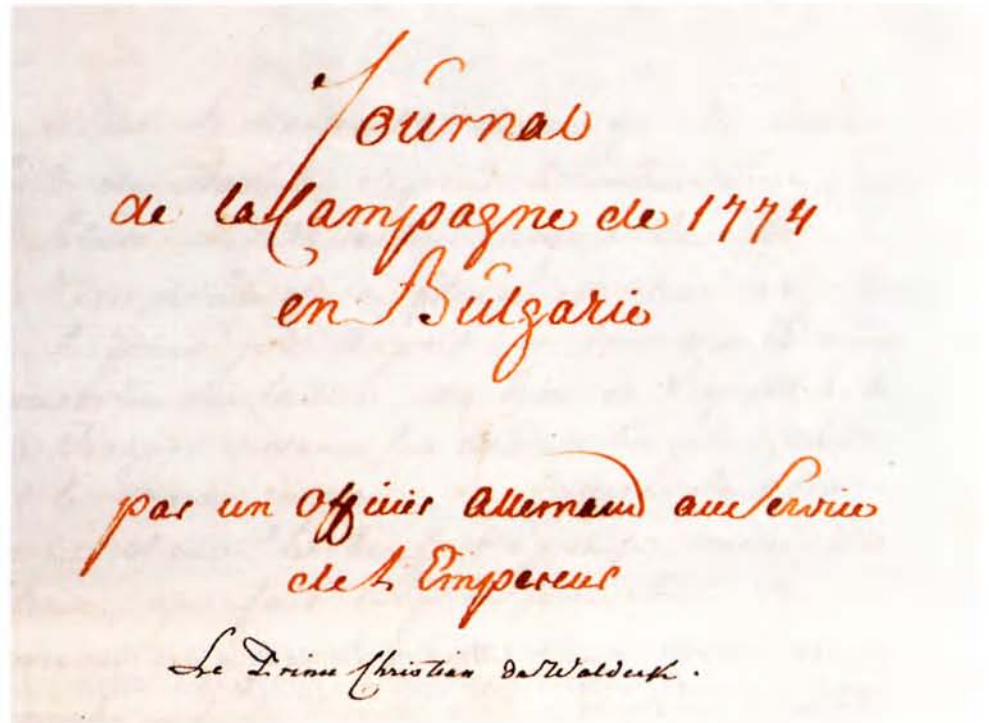 Journal
de la Campagne de 1774
en Bulgarie
par un Officier Allemand au Service
de L'Empereur
Le Prince Christian de Waldeck.